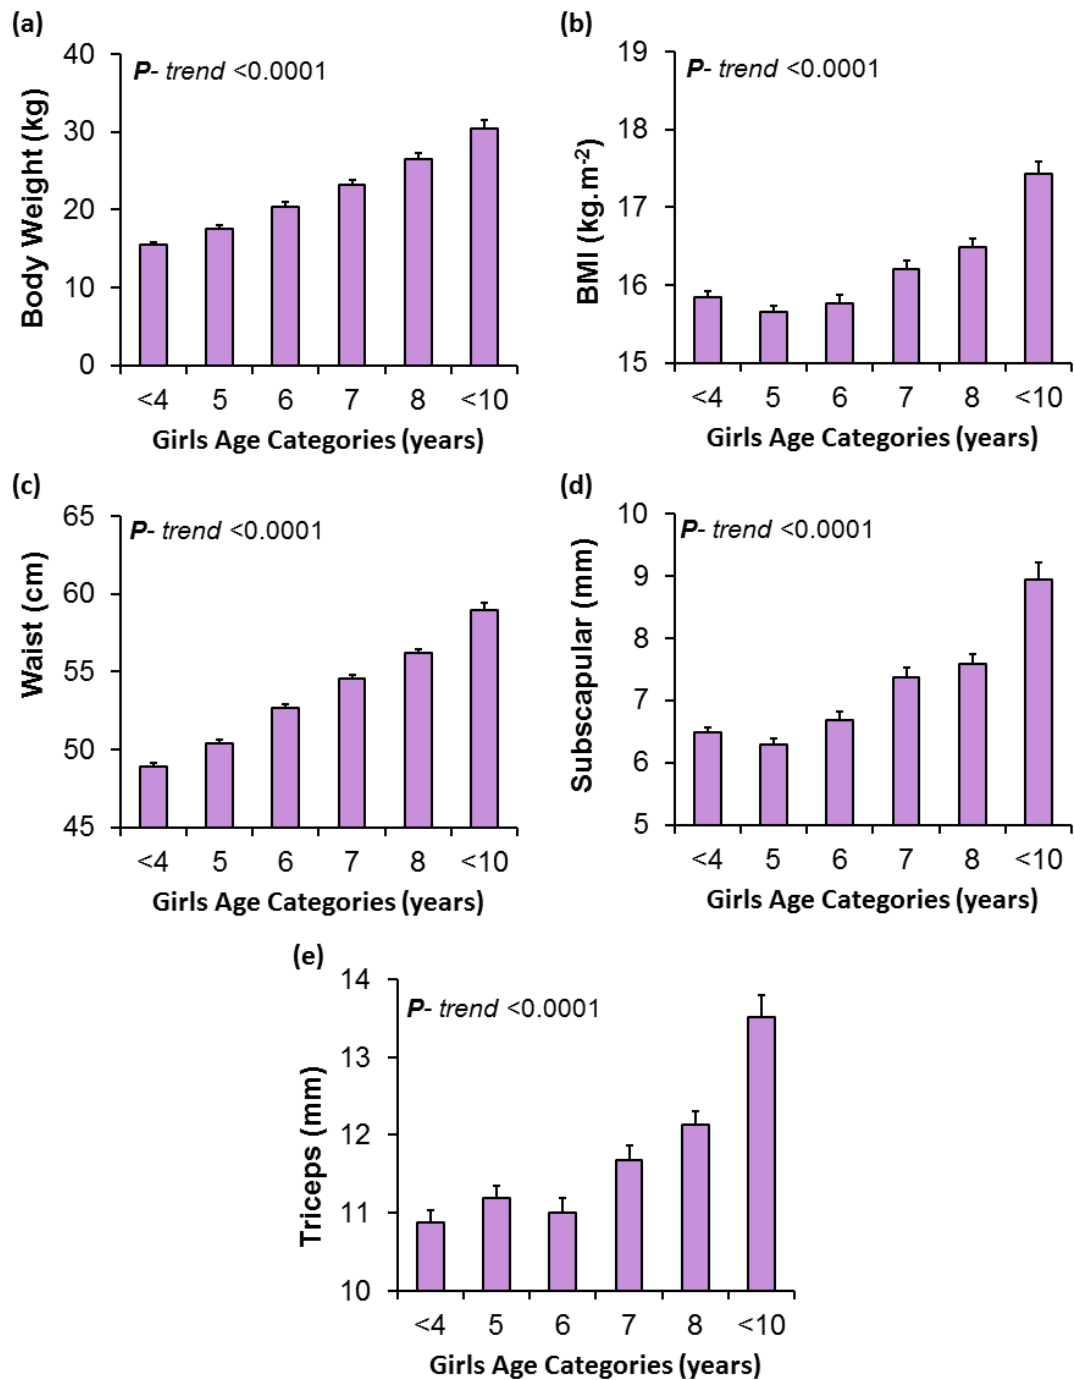 (a)
P- trend <0.0001
Body Weight (kg)
40
30
20
10
0
<4 5 6 7 8 <10
Girls Age Categories (years)
(b)
P- trend <0.0001
BMI (kg.m-2)
19
18
17
16
15
<4 5 6 7 8 <10
Girls Age Categories (years)
(c)
P- trend <0.0001
Waist (cm)
65
60
55
50
45
<4 5 6 7 8 <10
Girls Age Categories (years)
(d)
P- trend <0.0001
Subscapular (mm)
10
9
8
7
6
5
<4 5 6 7 8 <10
Girls Age Categories (years)
(e)
P- trend <0.0001
Triceps (mm)
14
13
12
11
10
<4 5 6 7 8 <10
Girls Age Categories (years)